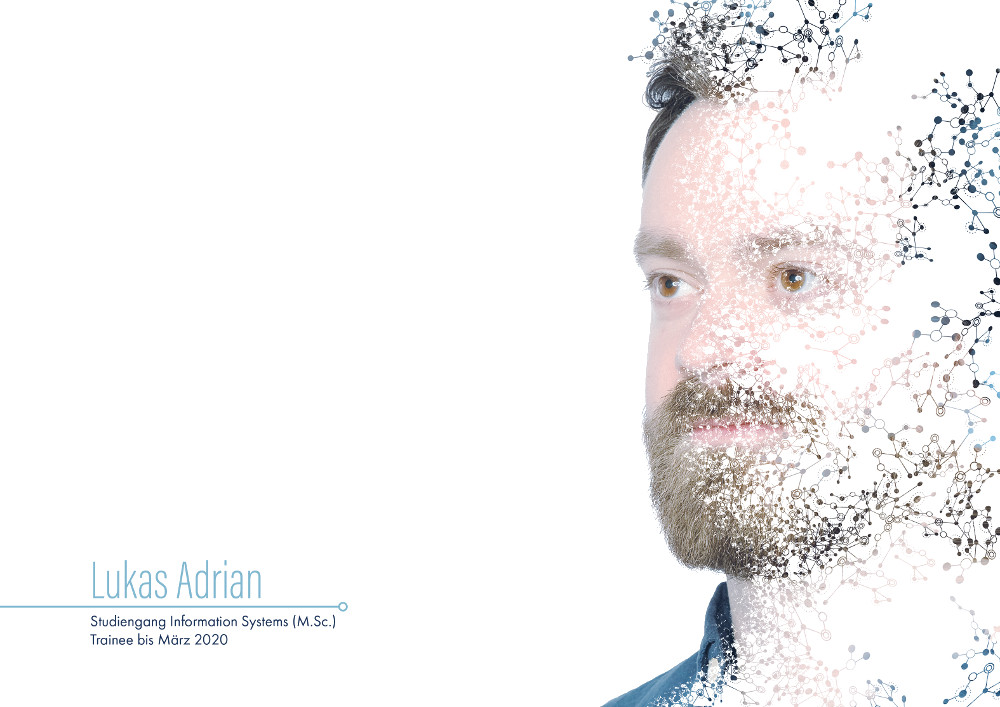 Lukas Adrian
Studiengang Information Systems (M.Sc.)
Trainee bis März 2020